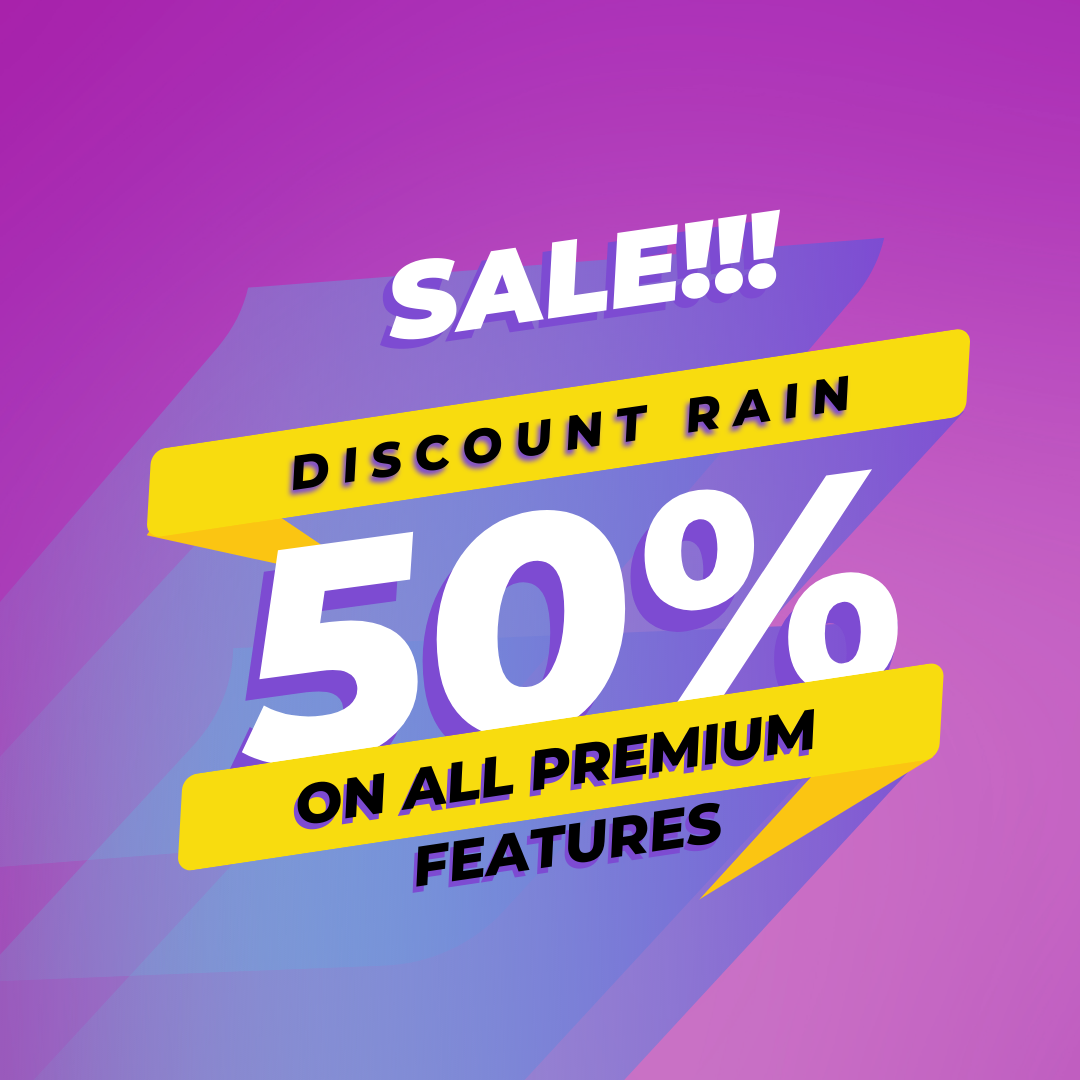 SALE!!!
DISCOUNT RAIN
50%
ON ALL PREMIUM
FEATURES